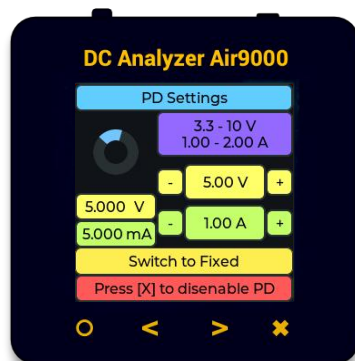 DC Analyzer Air9000
PD Settings
3.3 - 10 V
1.00 - 2.00 A
- 5.00 V +
5.000 V
- 1.00 A +
5.000 mA
Switch to Fixed
Press [X] to disenable PD
O < > ✖